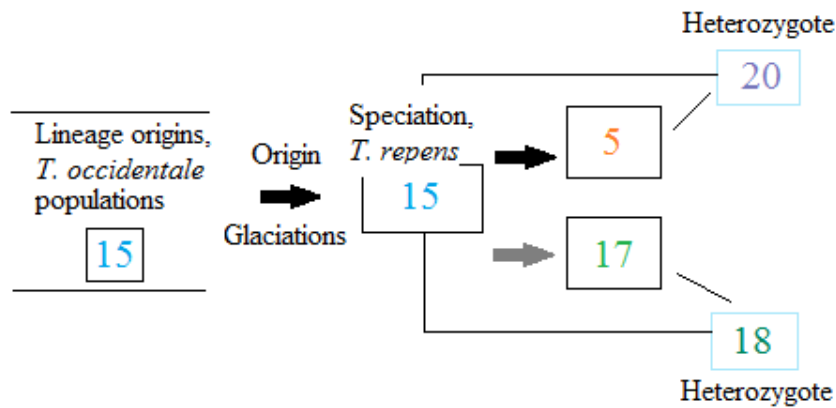 Heterozygote
20
Lineage origins,
T. occidentale
populations
15
Origin
Glaciations
Speciation,
T. repens
15
5
17
18
Heterozygote